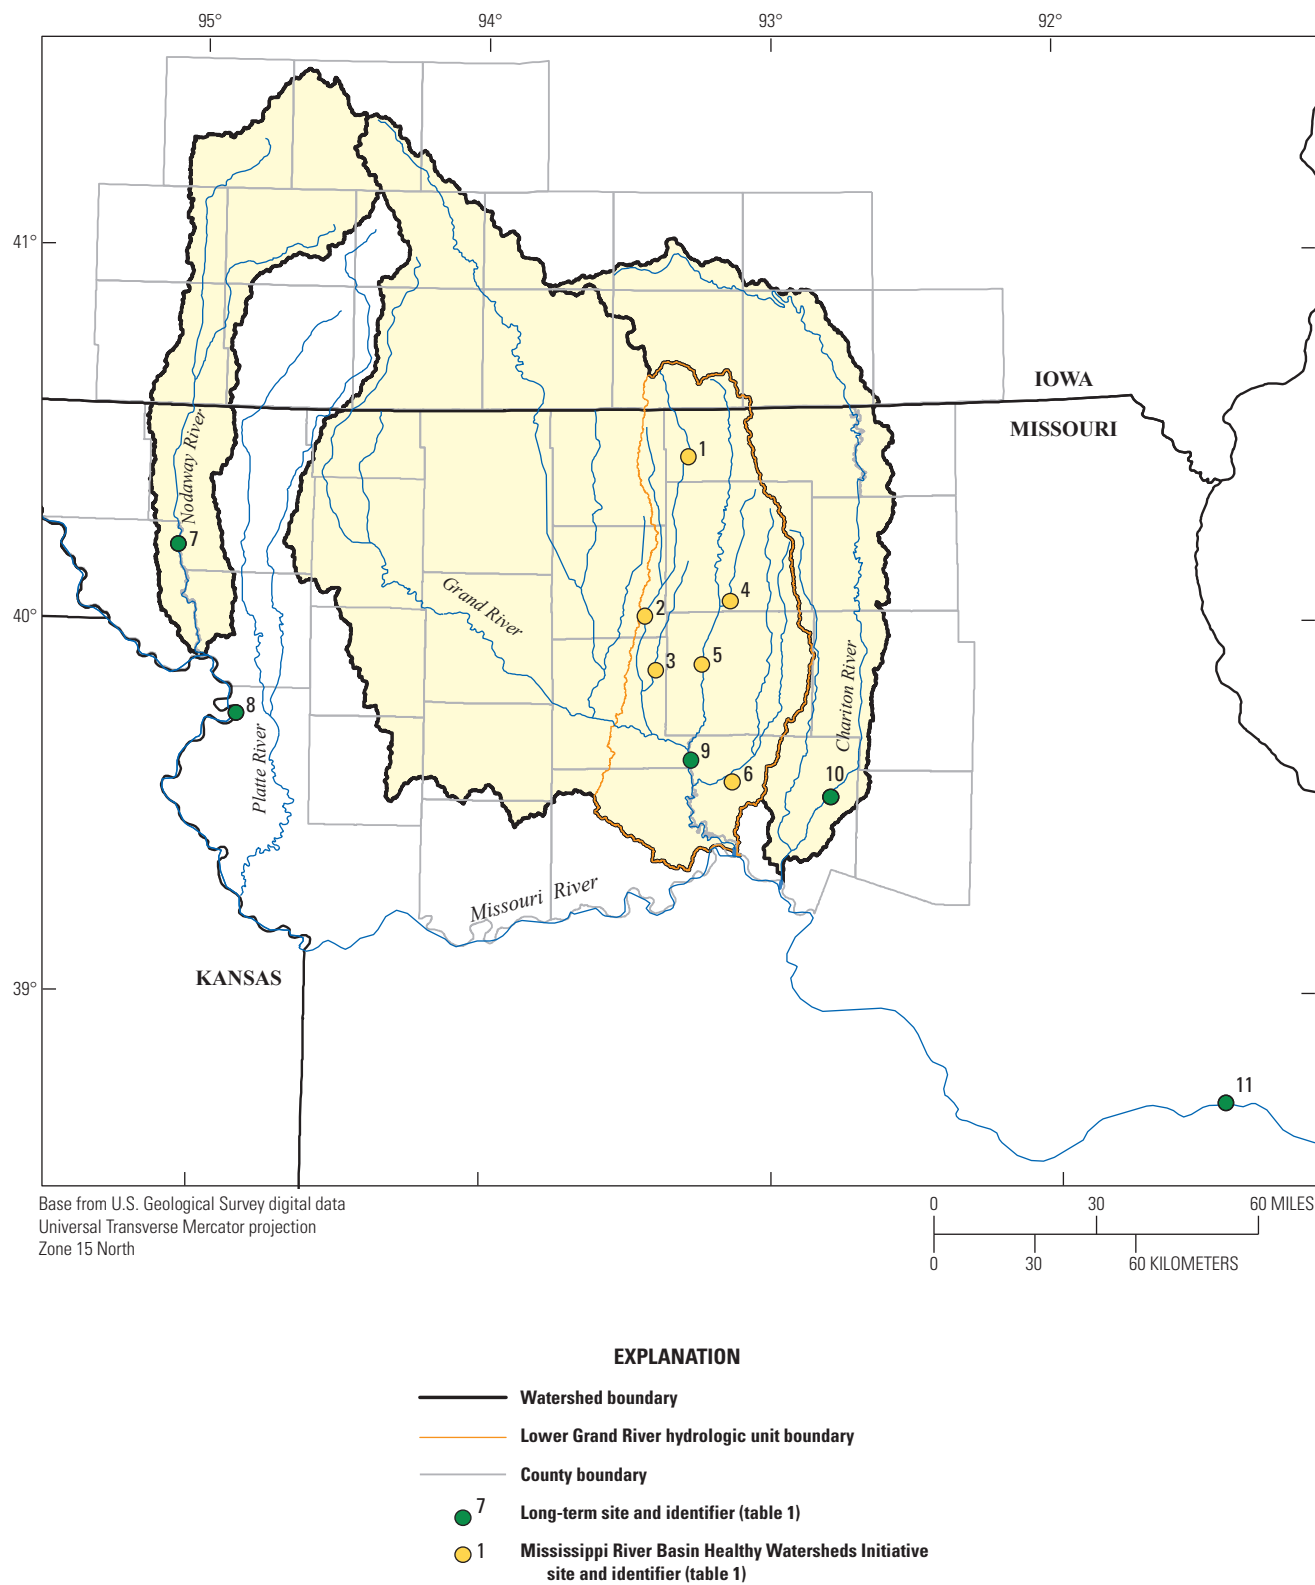 95°
94°
93°
92°
41°
IOWA
MISSOURI
Nodaway River
1
7
40°
Grand River
2
4
3
5
Chariton River
8
Platte River
9
6
10
Missouri River
KANSAS
39°
11
Base from U.S. Geological Survey digital data
Universal Transverse Mercator projection
Zone 15 North
0 30 60 MILES
0 30 60 KILOMETERS
EXPLANATION
Watershed boundary
Lower Grand River hydrologic unit boundary
County boundary
7 Long-term site and identifier (table 1)
1 Mississippi River Basin Healthy Watersheds Initiative
site and identifier (table 1)